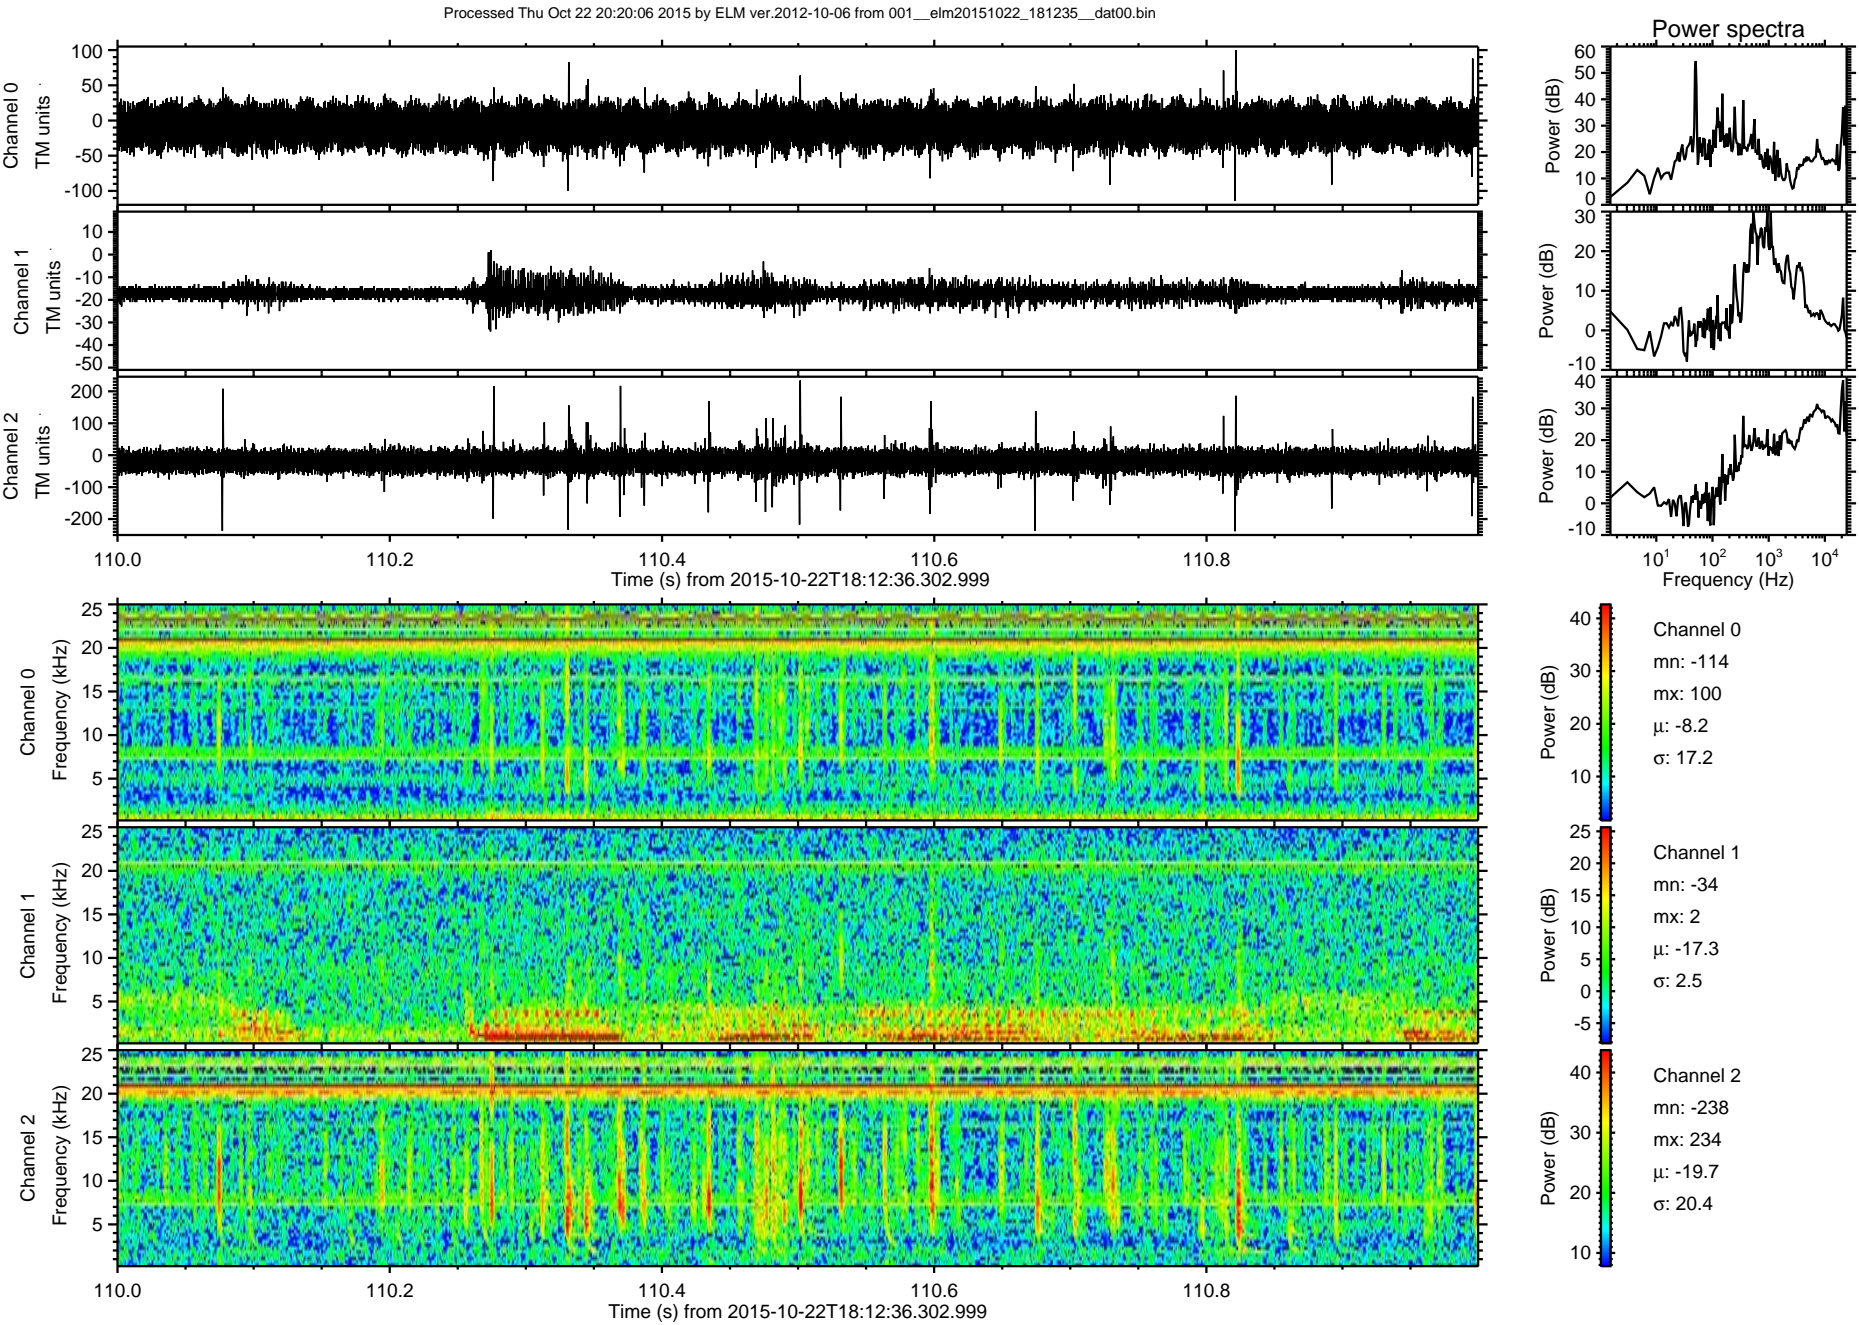 Processed Thu Oct 22 20:20:06 2015 by ELM ver.2012-10-06 from 001__elm20151022_181235__dat00.bin
Power spectra
Channel 0
TM units
100
50
0
-50
-100
Power (dB)
60
50
40
30
20
10
0
Channel 1
TM units
10
0
-10
-20
-30
-40
-50
Power (dB)
30
20
10
0
-10
Channel 2
TM units
200
100
0
-100
-200
Power (dB)
40
30
20
10
0
-10
110.0 110.2 110.4 110.6 110.8
Time (s) from 2015-10-22T18:12:36.302.999
10¹ 10² 10³ 10⁴
Frequency (Hz)
Channel 0
Frequency (kHz)
25
20
15
10
5
Power (dB)
40
30
20
10
Channel 0
mn: -114
mx: 100
µ: -8.2
σ: 17.2
Channel 1
Frequency (kHz)
25
20
15
10
5
Power (dB)
25
20
15
10
5
0
-5
Channel 1
mn: -34
mx: 2
µ: -17.3
σ: 2.5
Channel 2
Frequency (kHz)
25
20
15
10
5
Power (dB)
40
30
20
10
Channel 2
mn: -238
mx: 234
µ: -19.7
σ: 20.4
110.0 110.2 110.4 110.6 110.8
Time (s) from 2015-10-22T18:12:36.302.999